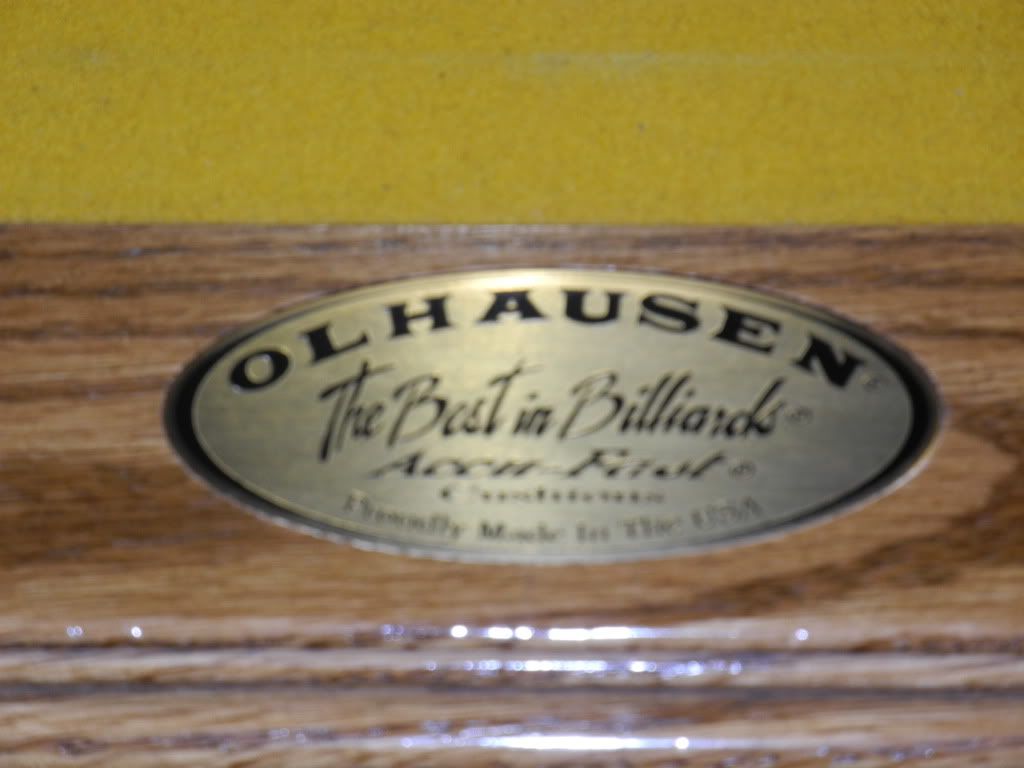 OLHAUSEN®
The Best in Billiards®
Accu-Fast®
Cushions
Proudly Made In The USA